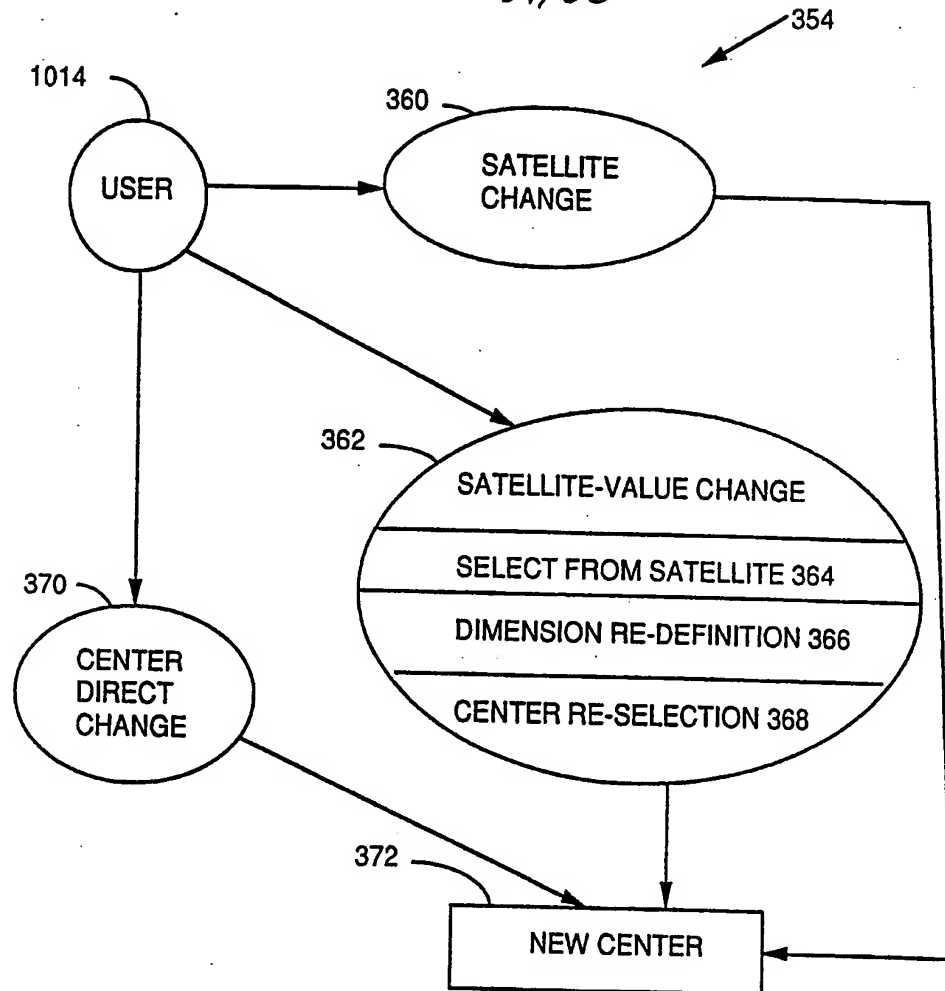 354
1014
360
USER
SATELLITE
CHANGE
362
SATELLITE-VALUE CHANGE
SELECT FROM SATELLITE 364
DIMENSION RE-DEFINITION 366
CENTER RE-SELECTION 368
370
CENTER
DIRECT
CHANGE
372
NEW CENTER